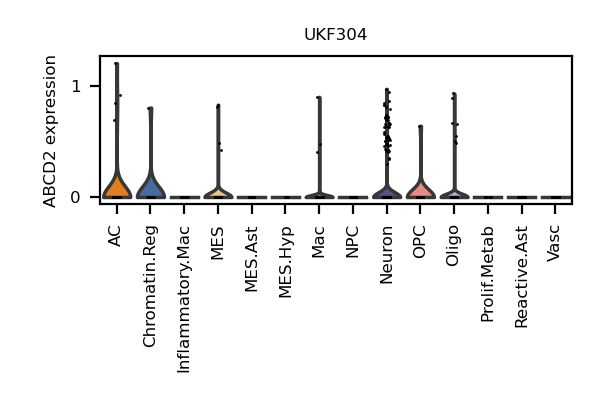 UKF304
ABCD2 expression
1
0
AC
Chromatin.Reg
Inflammatory.Mac
MES
MES.Ast
MES.Hyp
Mac
NPC
Neuron
OPC
Oligo
Prolif.Metab
Reactive.Ast
Vasc